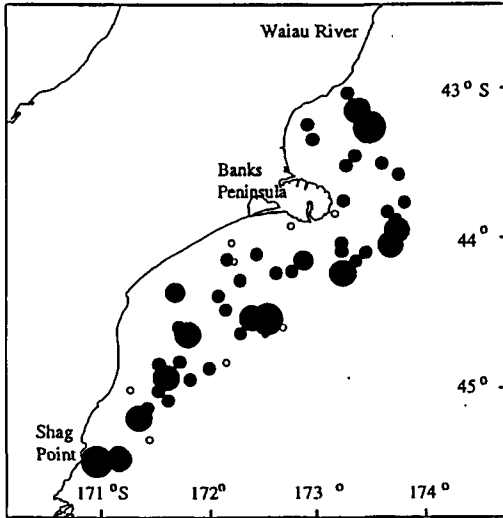 Waiau River
43° S
Banks
Peninsula
44°
45°
Shag
Point
171 °S
172 °
173 °
174 °